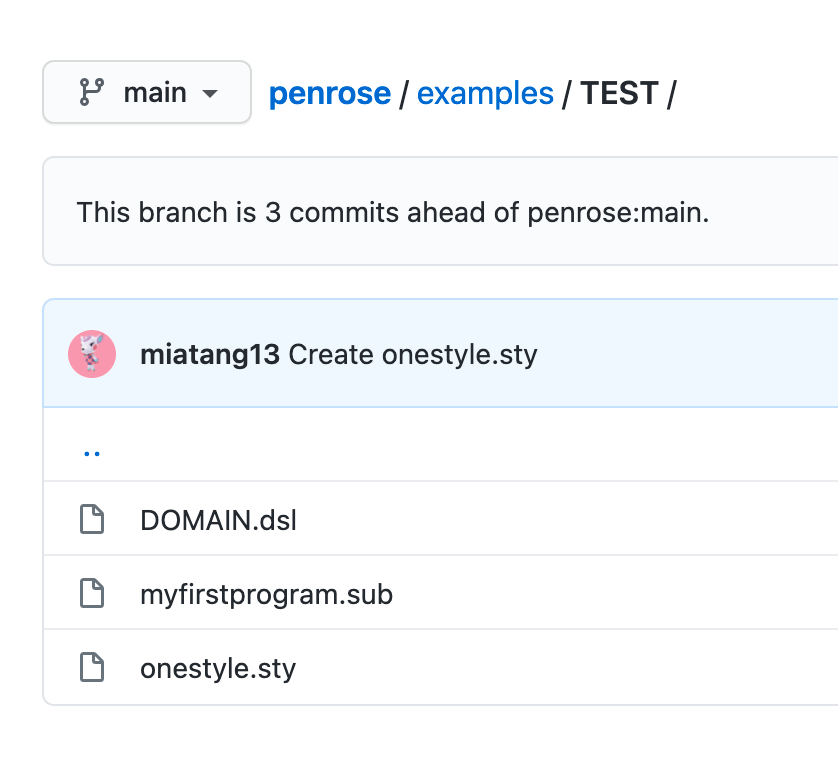 main penrose / examples / TEST /
This branch is 3 commits ahead of penrose:main.
miatang13 Create onestyle.sty
..
DOMAIN.dsl
myfirstprogram.sub
onestyle.sty